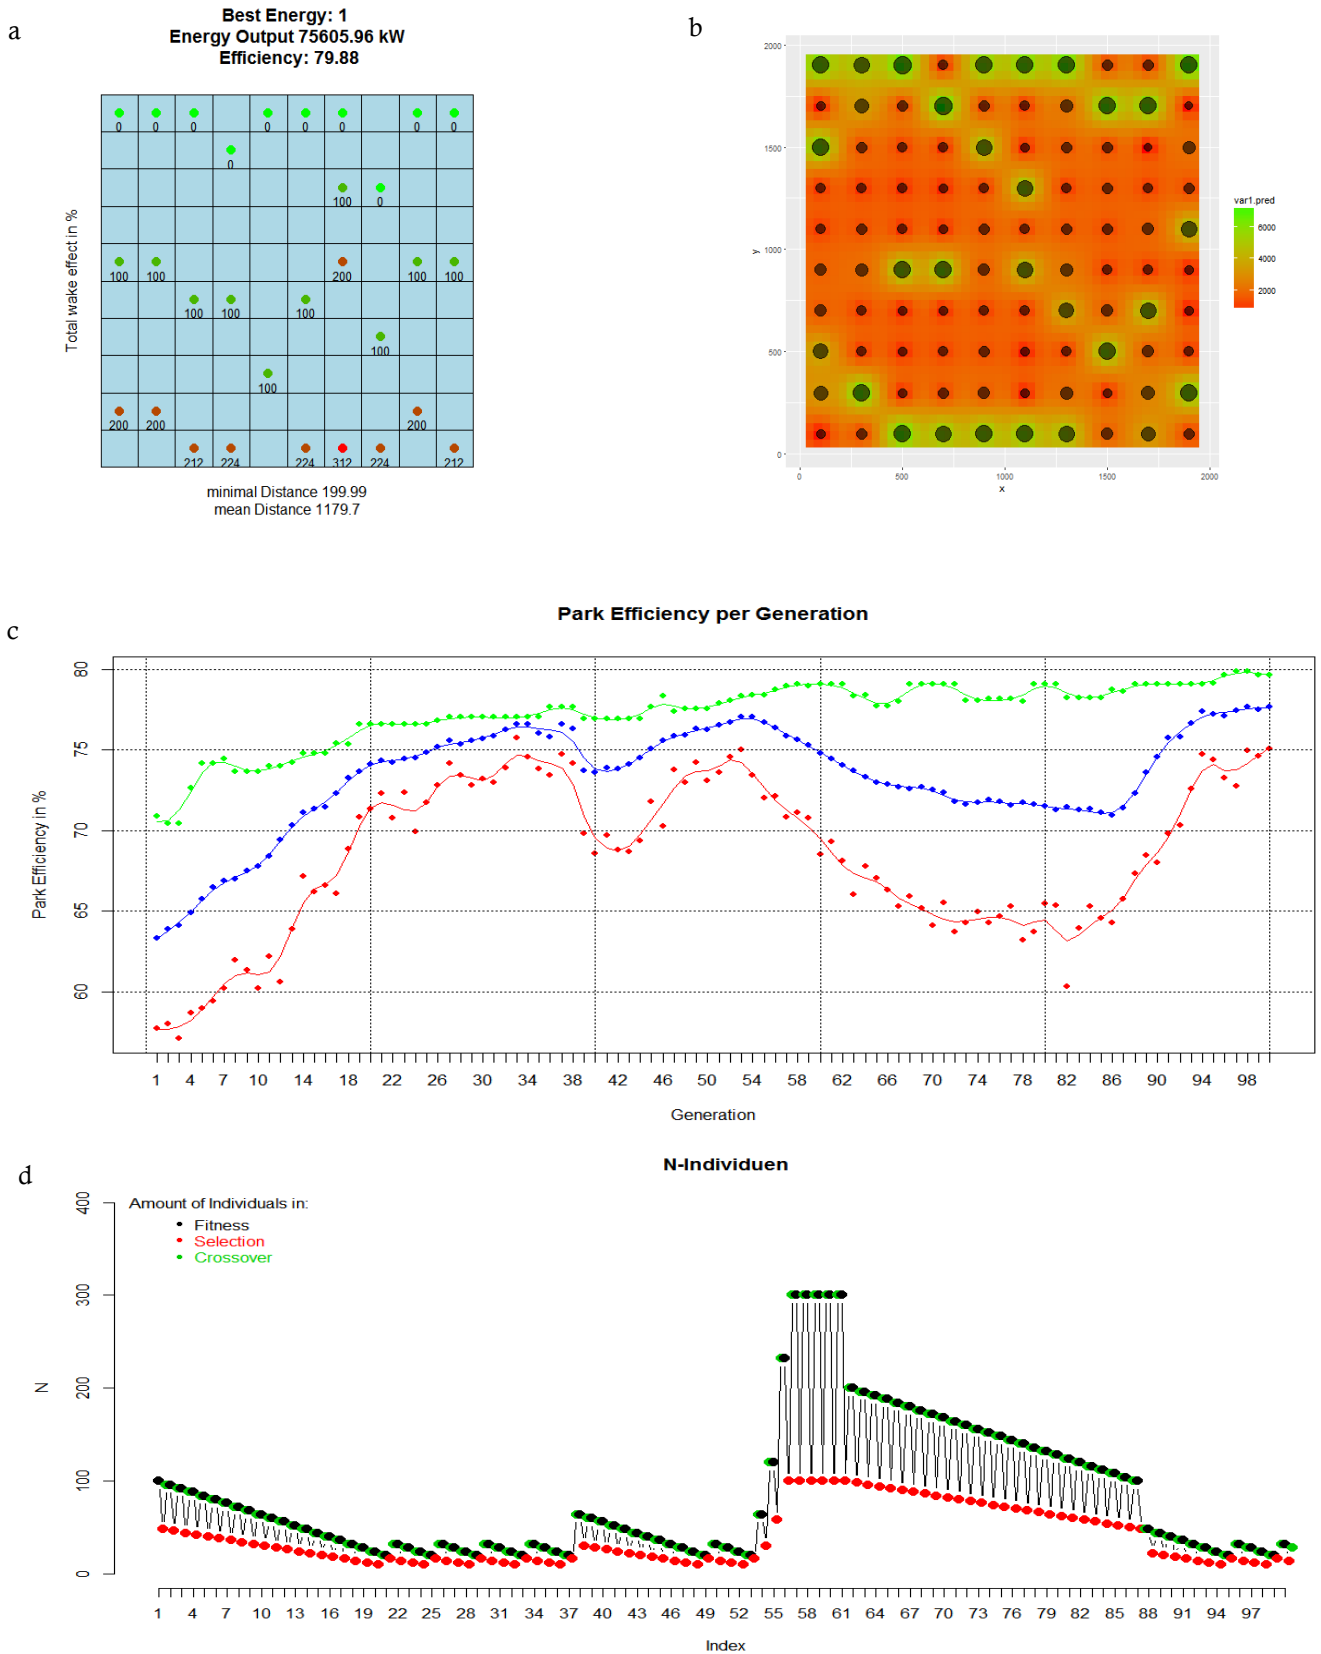 a
Best Energy: 1
Energy Output 75605.96 kW
Efficiency: 79.88
Total wake effect in %
0 0 0 0 0 0 0 0
0
100 0
100 100 200 100 100
100 100 100
100
100
200 200 200
212 224 224 312 224 212
minimal Distance 199.99
mean Distance 1179.7
b
2000
1500
1000
500
0
y
0 500 1000 1500 2000
x
var1.pred
6000
4000
2000
c
Park Efficiency per Generation
80
75
70
65
60
Park Efficiency in %
1 4 7 10 14 18 22 26 30 34 38 42 46 50 54 58 62 66 70 74 78 82 86 90 94 98
Generation
d
N-Individuen
Amount of Individuals in:
Fitness
Selection
Crossover
400
300
200
100
0
N
1 4 7 10 13 16 19 22 25 28 31 34 37 40 43 46 49 52 55 58 61 64 67 70 73 76 79 82 85 88 91 94 97
Index